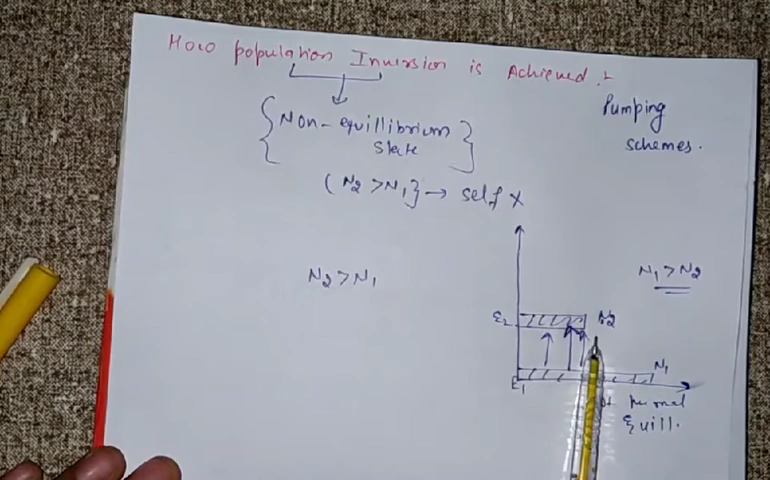 How population Inversion is Achieved ?
Pumping
schemes.
{Non-equillibrium
State}
(N2 > N1} → self x
N2 > N1
N1 > N2
E2
N2
N1
E1
Equill.